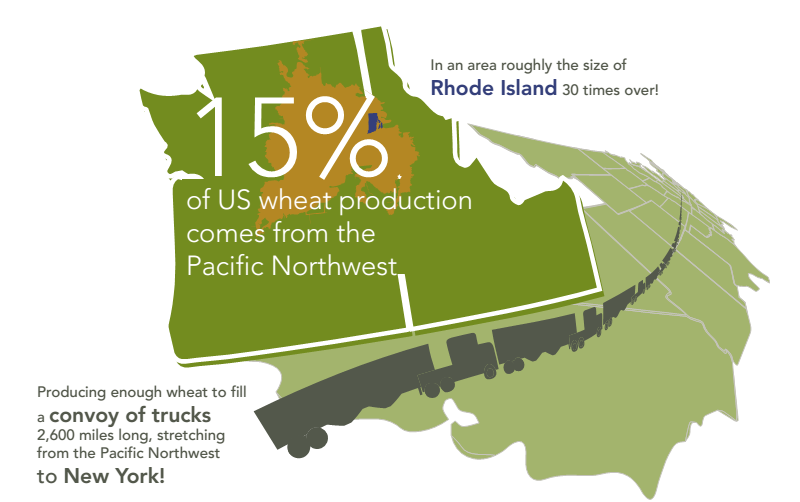 In an area roughly the size of
Rhode Island 30 times over!
15%
of US wheat production
comes from the
Pacific Northwest
Producing enough wheat to fill
a convoy of trucks
2,600 miles long, stretching
from the Pacific Northwest
to New York!